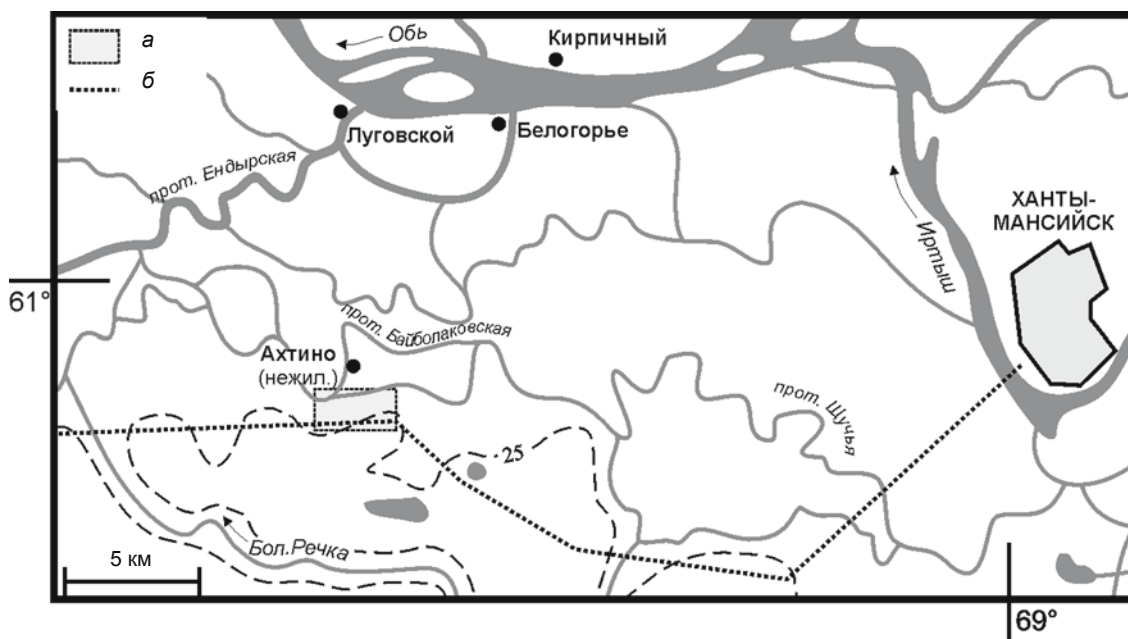 а
б
Обь
Кирпичный
Луговской
Белогорье
прот. Ендырская
ХАНТЫ-
МАНСИЙСК
Иртыш
61°
прот. Байболаковская
Ахтино
(нежил.)
прот. Щучья
25
Бол.Речка
5 км
69°